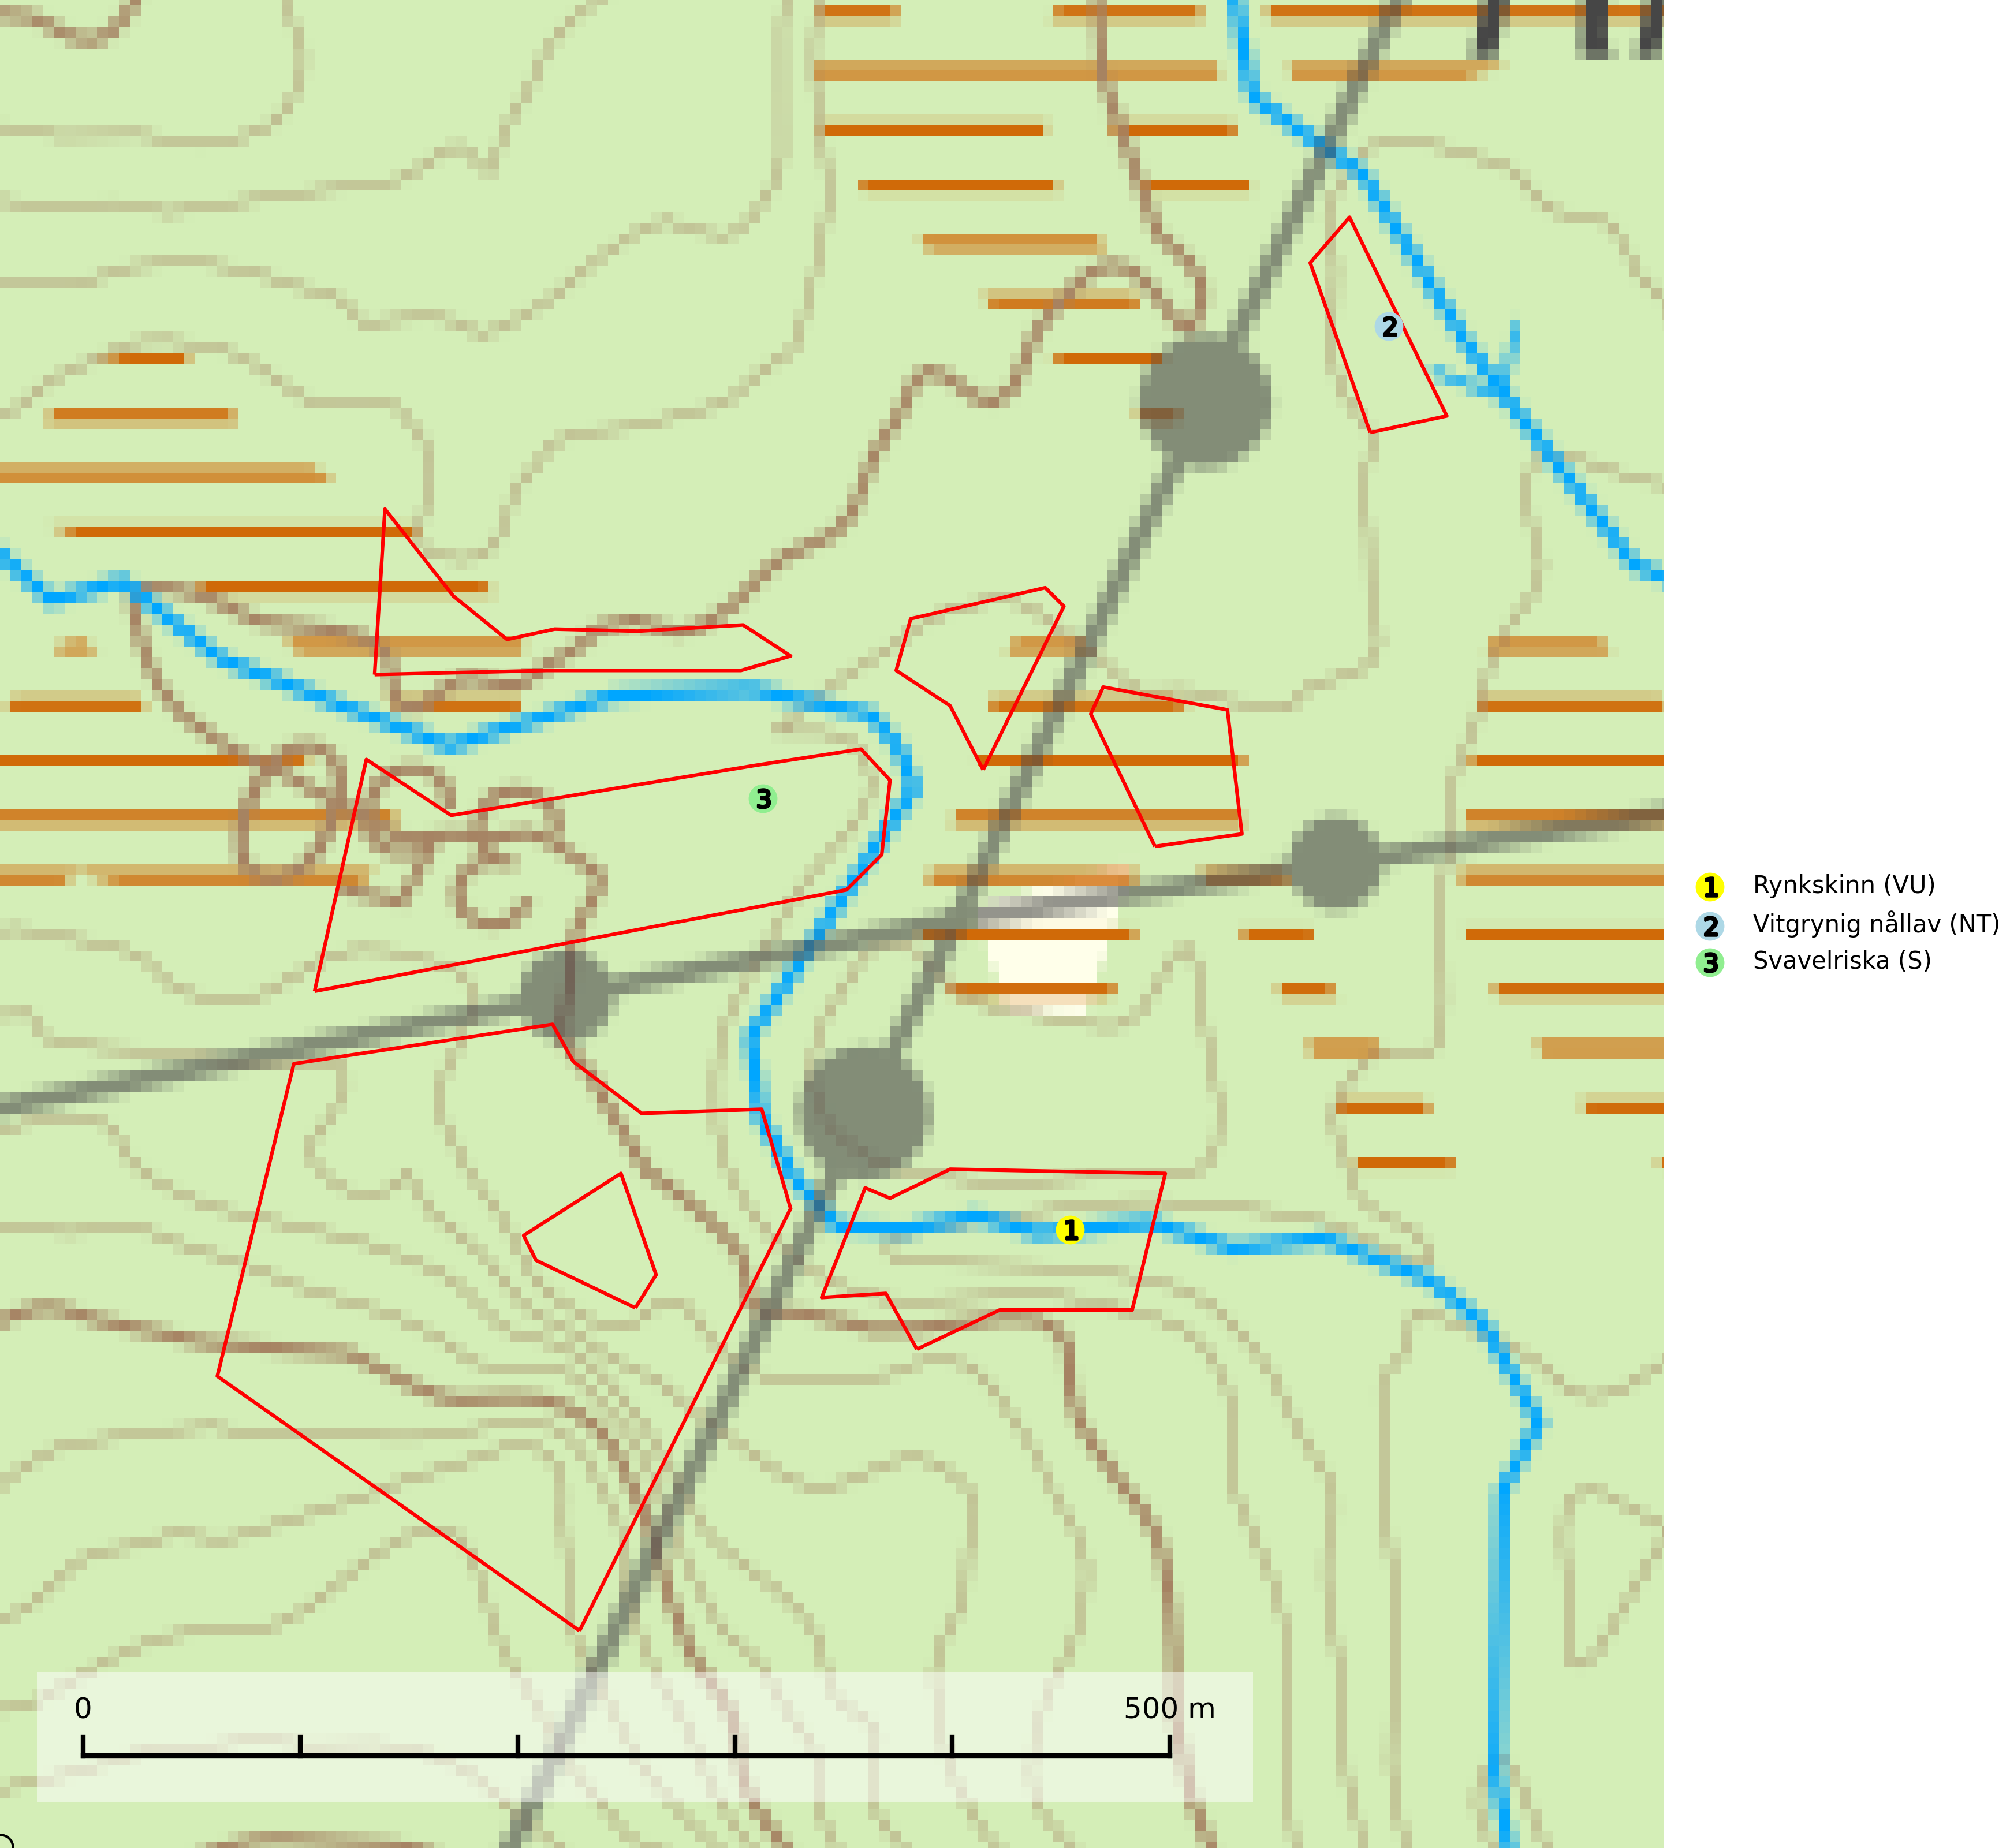 2
3
1
1 Rynkskinn (VU)
2 Vitgrynig nållav (NT)
3 Svavelriska (S)
0 500 m